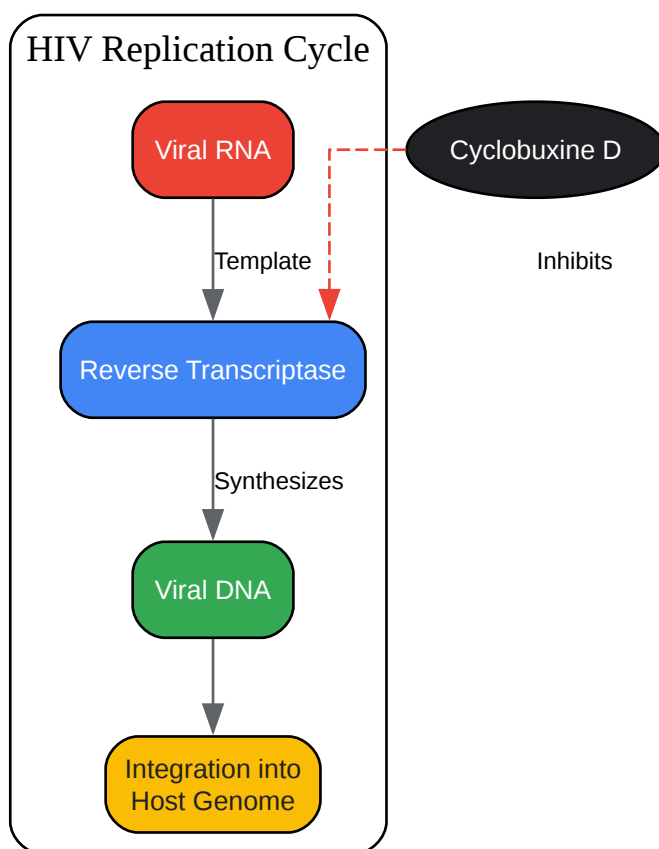 HIV Replication Cycle
Viral RNA
Cyclobuxine D
Template
Inhibits
Reverse Transcriptase
Synthesizes
Viral DNA
Integration into
Host Genome